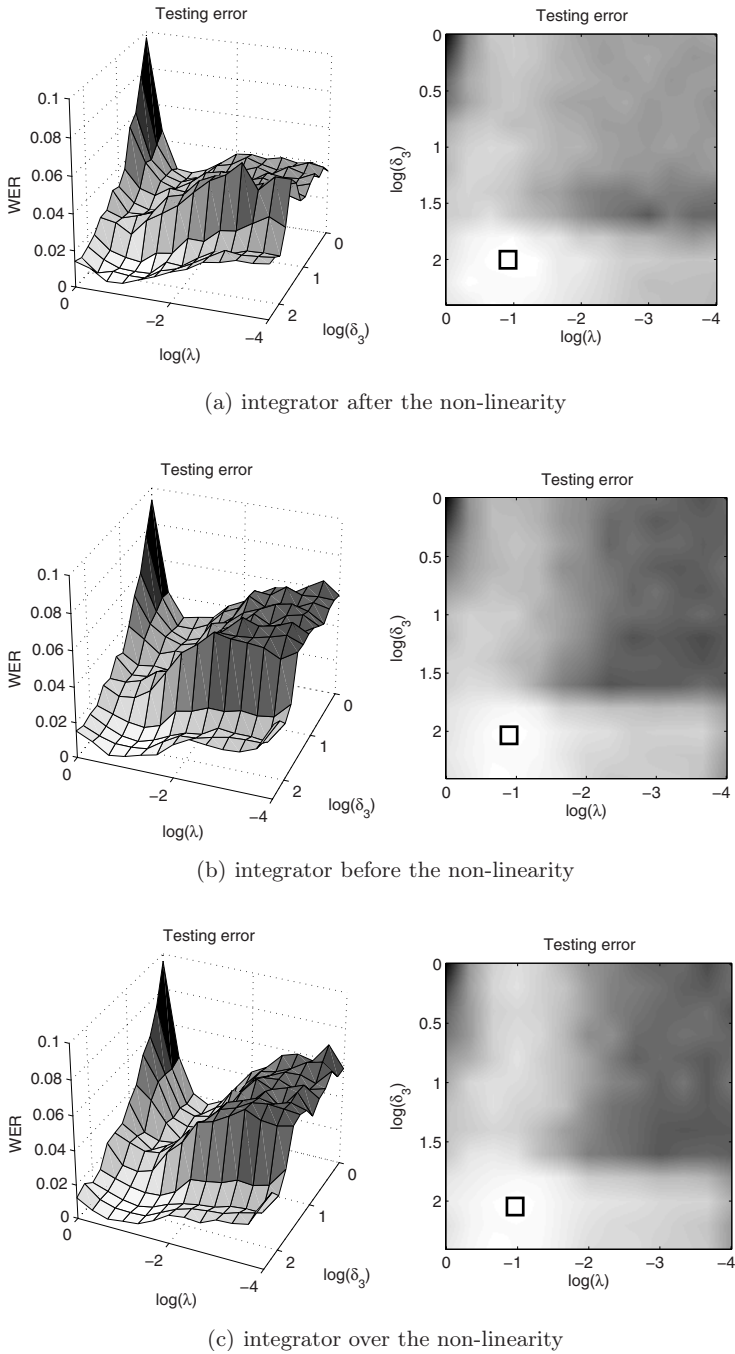 Testing error
0.1
0.08
0.06
0.04
0.02
0
WER
0
−2
−4
log(λ)
0
1
2
log(δ3)
Testing error
0
0.5
1
1.5
2
log(δ3)
0 −1 −2 −3 −4
log(λ)
(a) integrator after the non-linearity
Testing error
0.1
0.08
0.06
0.04
0.02
0
WER
0
−2
−4
log(λ)
0
1
2
log(δ3)
Testing error
0
0.5
1
1.5
2
log(δ3)
0 −1 −2 −3 −4
log(λ)
(b) integrator before the non-linearity
Testing error
0.1
0.08
0.06
0.04
0.02
0
WER
0
−2
−4
log(λ)
0
1
2
log(δ3)
Testing error
0
0.5
1
1.5
2
log(δ3)
0 −1 −2 −3 −4
log(λ)
(c) integrator over the non-linearity